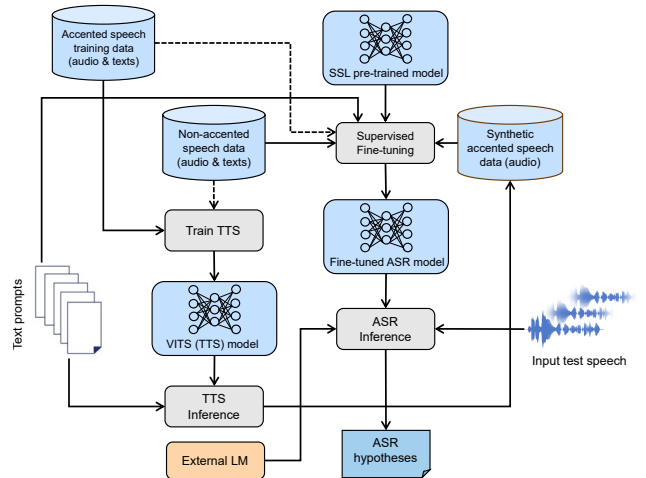 Accented speech
training data
(audio & texts)
SSL pre-trained model
Non-accented
speech data
(audio & texts)
Supervised
Fine-tuning
Synthetic
accented speech
data (audio)
Train TTS
Fine-tuned ASR model
Text prompts
VITS (TTS) model
ASR
Inference
Input test speech
TTS
Inference
External LM
ASR
hypotheses